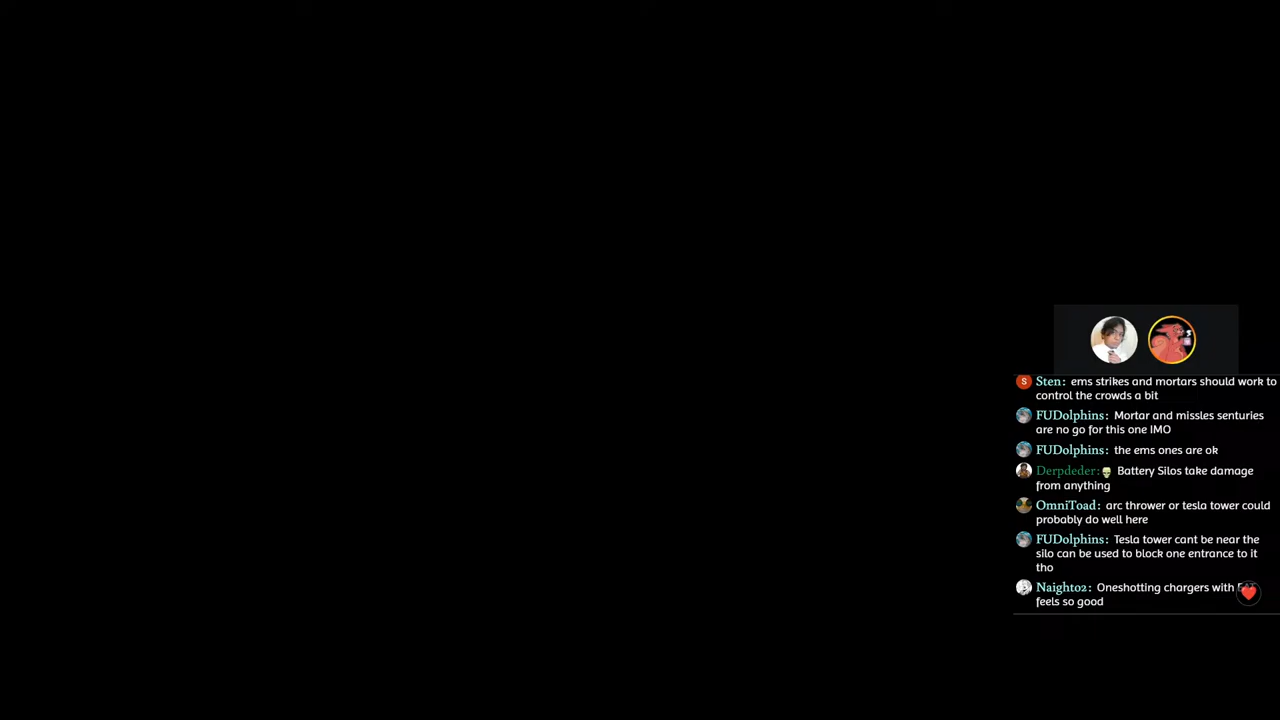 S Sten: ems strikes and mortars should work to
control the crowds a bit
FUDolphins: Mortar and missles senturies
are no go for this one IMO
FUDolphins: the ems ones are ok
Derpdeder: Battery Silos take damage
from anything
OmniToad: arc thrower or tesla tower could
probably do well here
FUDolphins: Tesla tower cant be near the
silo can be used to block one entrance to it
tho
Naighto2: Oneshotting chargers with
feels so good